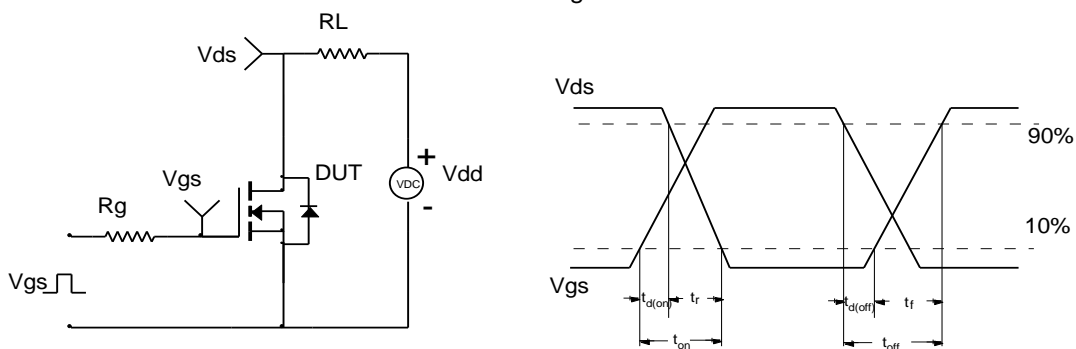 RL
Vds
Vgs
DUT
VDC
+
Vdd
-
Rg
Vgs
Vds
90%
10%
Vgs
td(on)
tr
td(off)
tf
ton
toff